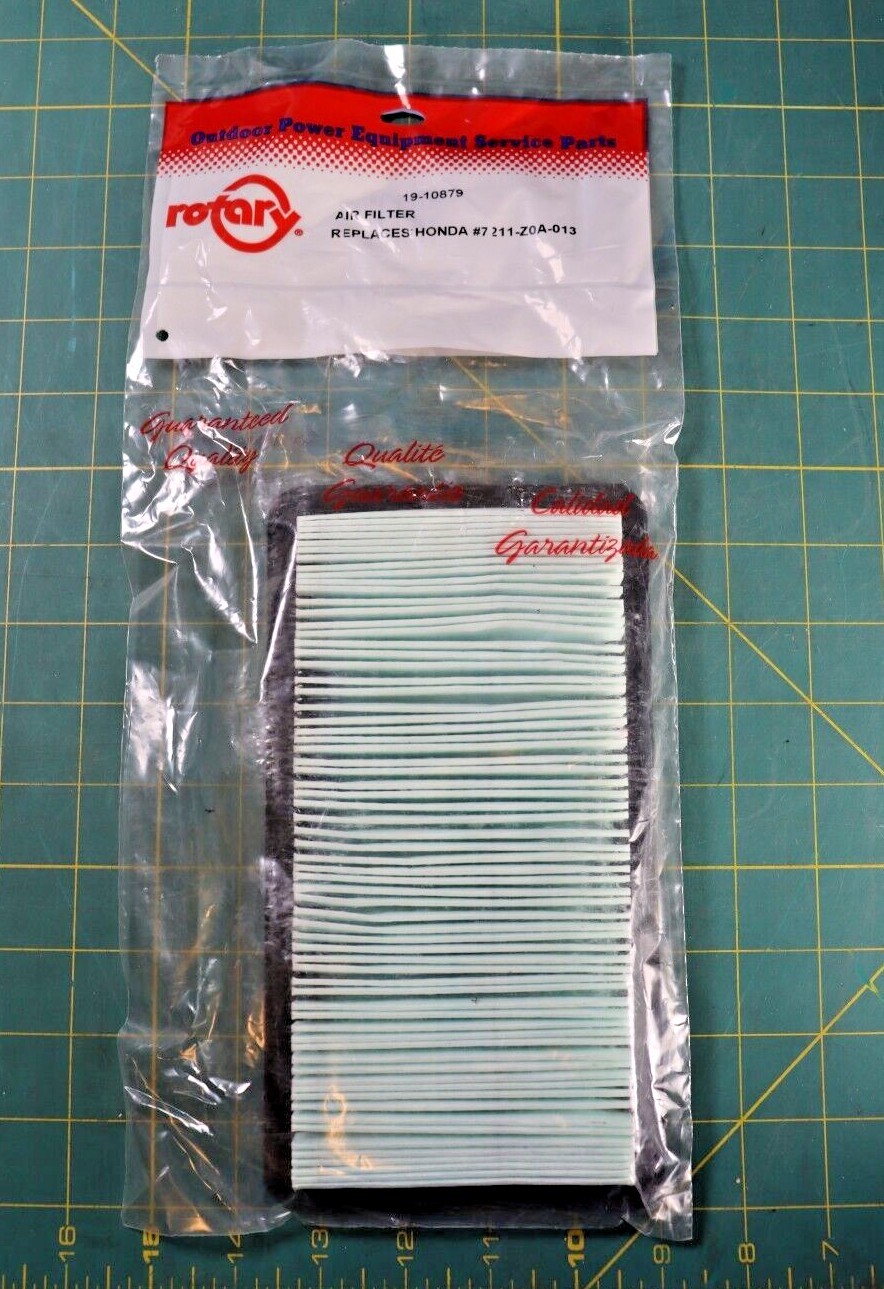 Outdoor Power Equipment Service Parts
rotary®
19-10879
AIR FILTER
REPLACES HONDA #7211-Z0A-013
Guaranteed
Quality
Qualité
Garantie
Calidad
Garantizada
16 15 14 13 12 11 10 9 8 7